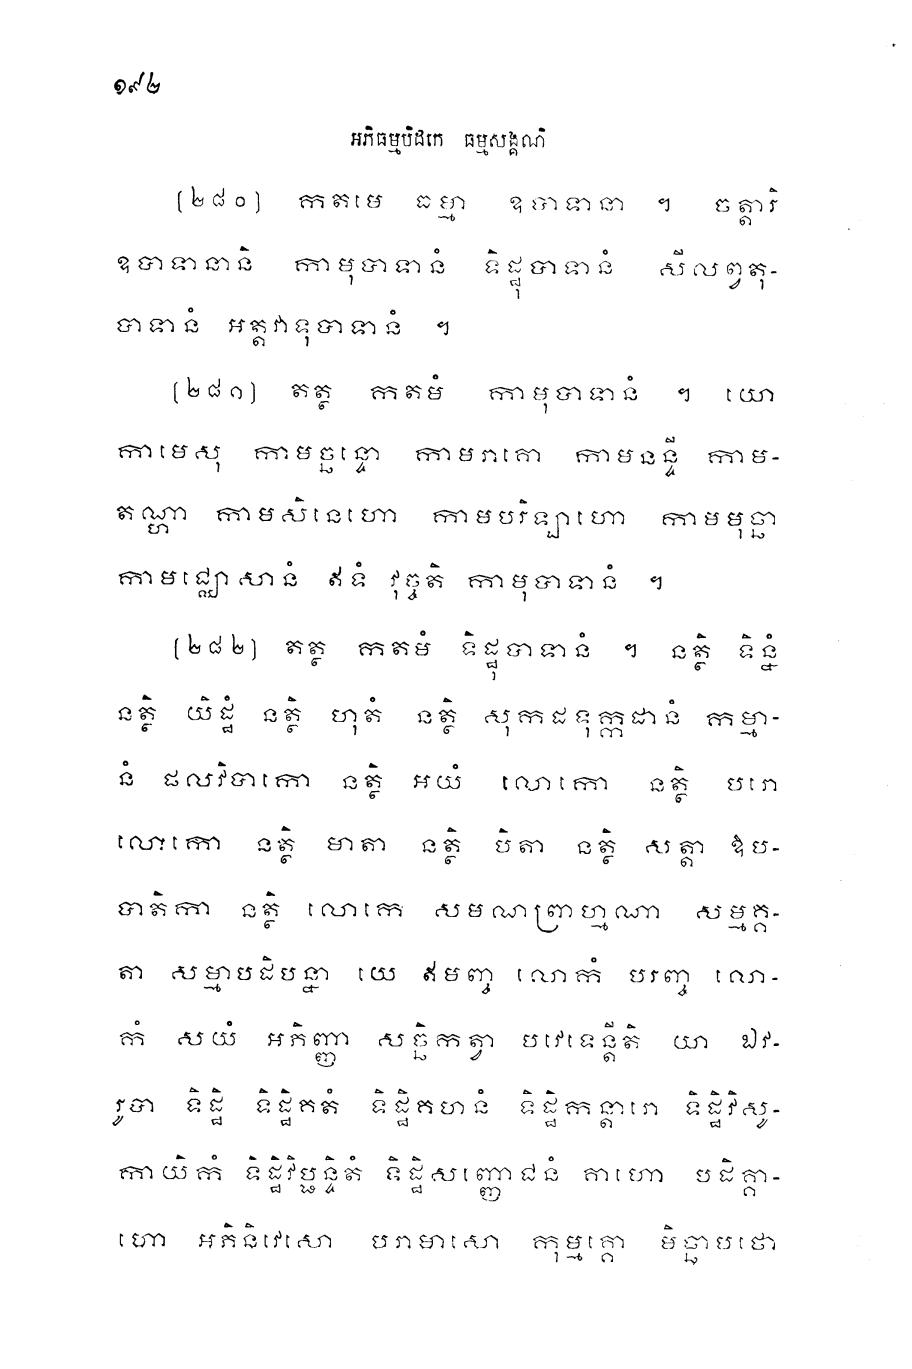 ១៩២
អភិធម្មបិដកេ ធម្មសង្គណិ
(២៨០) កតមេ ធម្មា ឧបាទានា ។ ចត្តារិ
ឧបាទានានិ កាមុបាទានំ ទិដ្ឋុបាទានំ សីលព្វតុ-
បាទានំ អត្តវាទុបាទានំ ។
(២៨១) តត្ថ កតមំ កាមុបាទានំ ។ យោ
កាមេសុ កាមច្ឆន្ទោ កាមរាគោ កាមនន្ទី កាម-
តណ្ហា កាមសិនេហោ កាមបរិឡាហោ កាមមុច្ឆា
កាមជ្ឈោសានំ ឥទំ វុច្ចតិ កាមុបាទានំ ។
(២៨២) តត្ថ កតមំ ទិដ្ឋុបាទានំ ។ នត្ថិ ទិន្នំ
នត្ថិ យិដ្ឋំ នត្ថិ ហុតំ នត្ថិ សុកដទុក្កដានំ កម្មា-
នំ ផលវិបាកោ នត្ថិ អយំ លោកោ នត្ថិ បរោ
លោកោ នត្ថិ មាតា នត្ថិ បិតា នត្ថិ សត្តា ឱប-
បាតិកា នត្ថិ លោកេ សមណព្រាហ្មណា សម្មគ្គ-
តា សម្មាបដិបន្នា យេ ឥមញ្ច លោកំ បរញ្ច លោ-
កំ សយំ អភិញ្ញា សច្ឆិកត្វា បវេទេន្តីតិ យា ឯវ-
រូបា ទិដ្ឋិ ទិដ្ឋិគតំ ទិដ្ឋិគហនំ ទិដ្ឋិកន្តារោ ទិដ្ឋិវិសូ-
កាយិកំ ទិដ្ឋិវិប្ផន្ទិតំ ទិដ្ឋិសញ្ញោជនំ គាហោ បដិគ្គា-
ហោ អភិនិវេសោ បរាមាសោ កុម្មគ្គោ មិច្ឆាបថោ